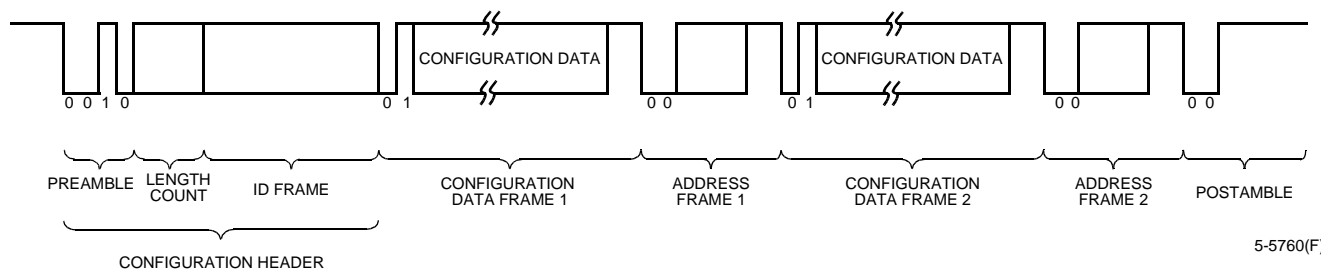 CONFIGURATION DATA
CONFIGURATION DATA
0 0 1 0
0 1
0 0
0 1
0 0
0 0
PREAMBLE
LENGTH
COUNT
ID FRAME
CONFIGURATION
DATA FRAME 1
ADDRESS
FRAME 1
CONFIGURATION
DATA FRAME 2
ADDRESS
FRAME 2
POSTAMBLE
CONFIGURATION HEADER
5-5760(F)